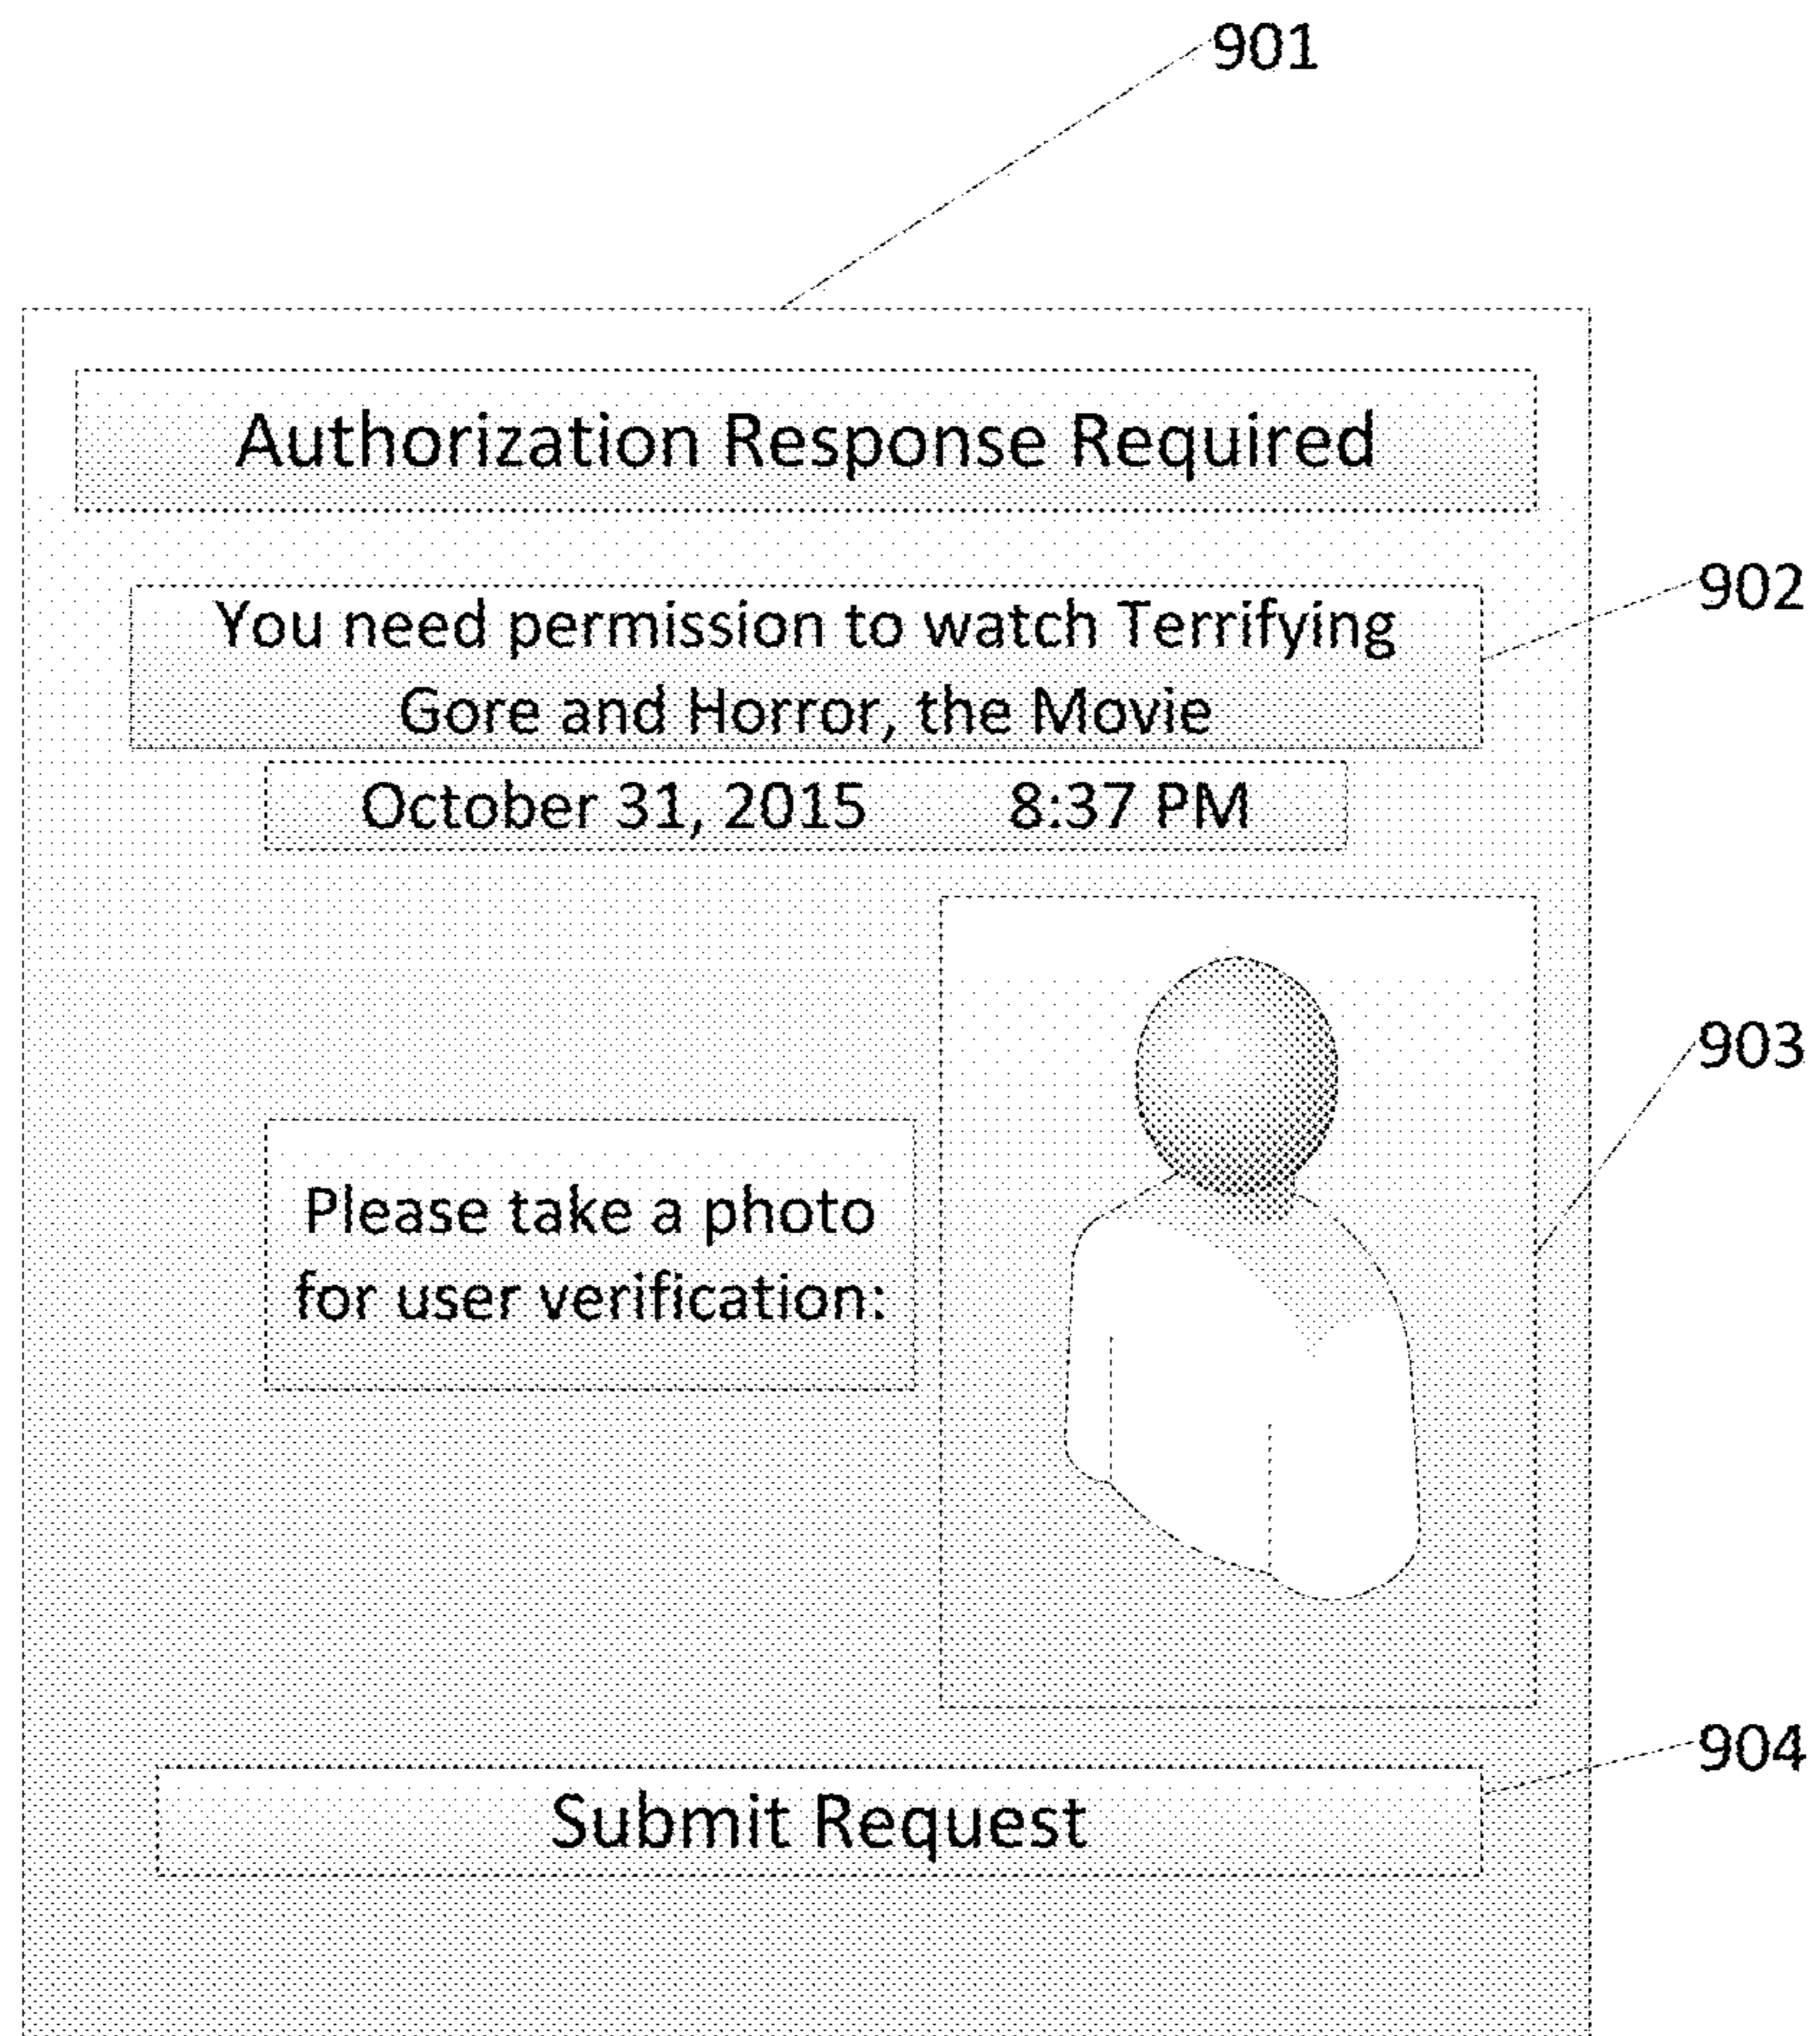 901
Authorization Response Required
You need permission to watch Terrifying
902
Gore and Horror, the Movie
October 31, 2015 8:37 PM
903
Please take a photo
for user verification:
904
Submit Request